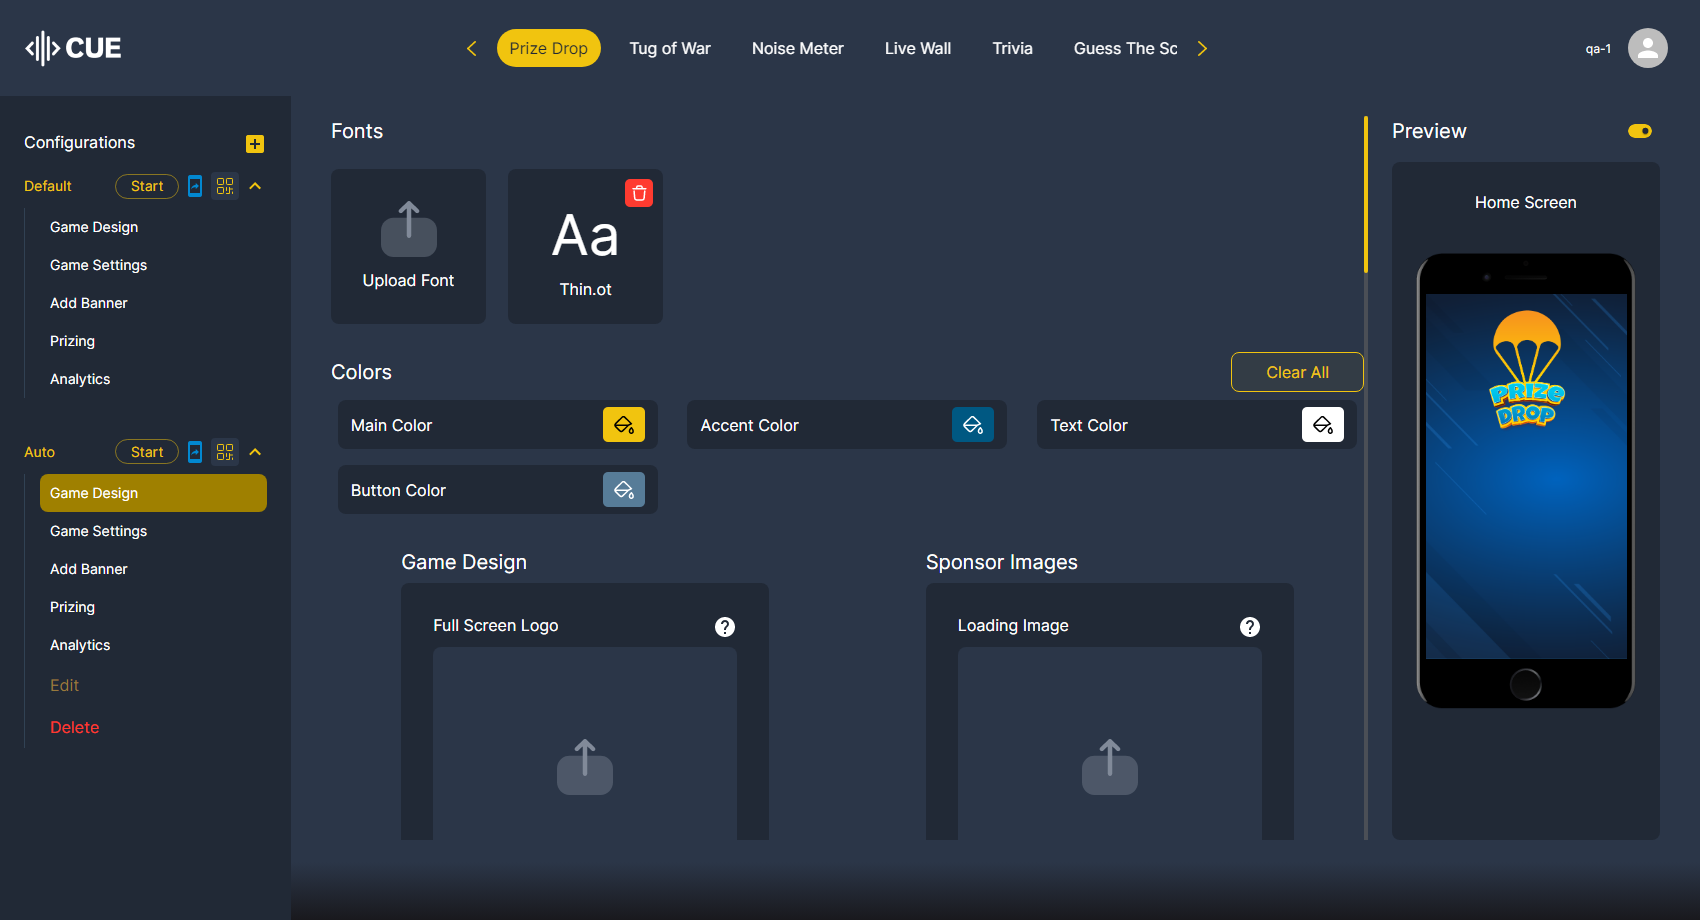 CUE
Prize Drop
Tug of War
Noise Meter
Live Wall
Trivia
Guess The Sc
qa-1
Configurations
Default
Start
Game Design
Game Settings
Add Banner
Prizing
Analytics
Auto
Start
Game Design
Game Settings
Add Banner
Prizing
Analytics
Edit
Delete
Fonts
Upload Font
Aa
Thin.ot
Colors
Clear All
Main Color
Accent Color
Text Color
Button Color
Game Design
Full Screen Logo
?
Sponsor Images
Loading Image
?
Preview
Home Screen
PRIZE
DROP